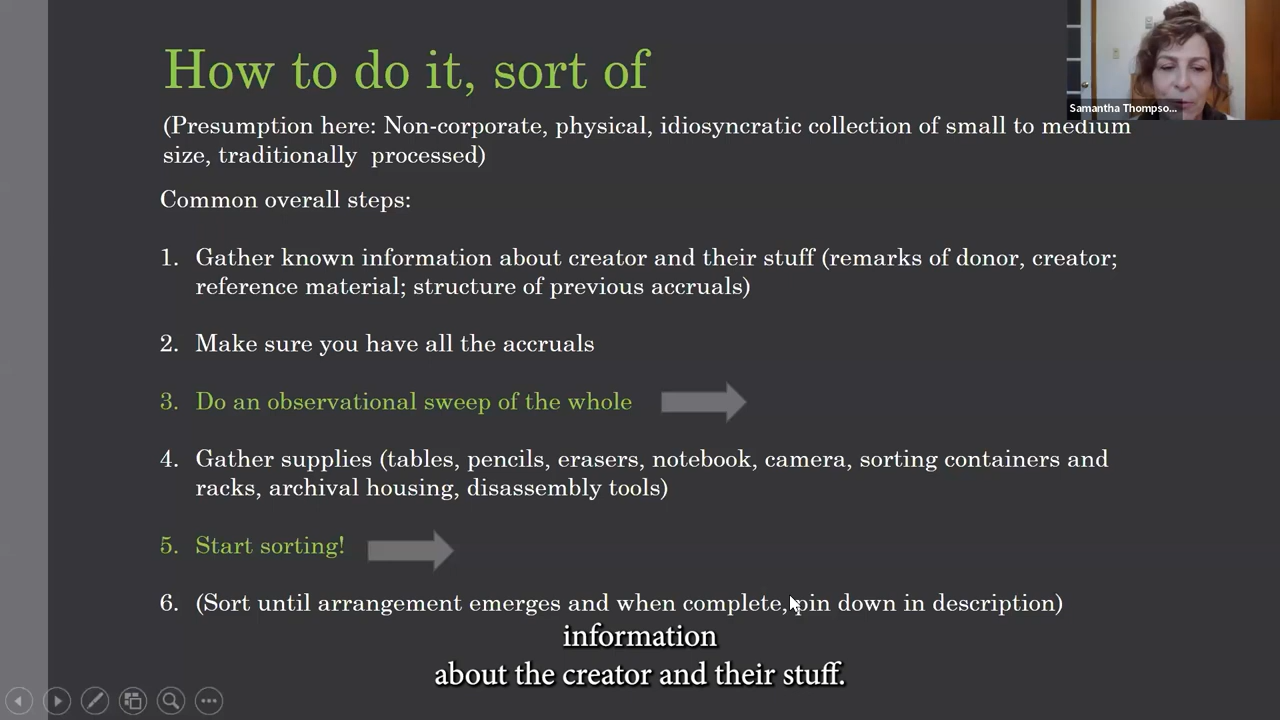 How to do it, sort of
Samantha Thompso...
(Presumption here: Non-corporate, physical, idiosyncratic collection of small to medium
size, traditionally processed)
Common overall steps:
1. Gather known information about creator and their stuff (remarks of donor, creator;
reference material; structure of previous accruals)
2. Make sure you have all the accruals
3. Do an observational sweep of the whole
4. Gather supplies (tables, pencils, erasers, notebook, camera, sorting containers and
racks, archival housing, disassembly tools)
5. Start sorting!
6. (Sort until arrangement emerges and when complete, pin down in description)
information
about the creator and their stuff.